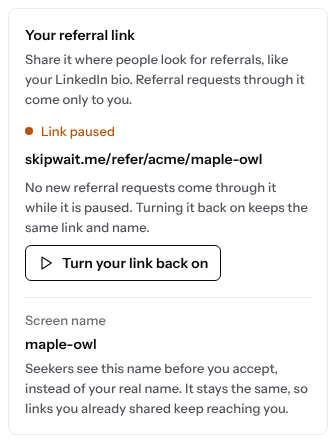 Your referral link
Share it where people look for referrals, like
your LinkedIn bio. Referral requests through it
come only to you.
Link paused
skipwait.me/refer/acme/maple-owl
No new referral requests come through it
while it is paused. Turning it back on keeps the
same link and name.
Turn your link back on
Screen name
maple-owl
Seekers see this name before you accept,
instead of your real name. It stays the same, so
links you already shared keep reaching you.